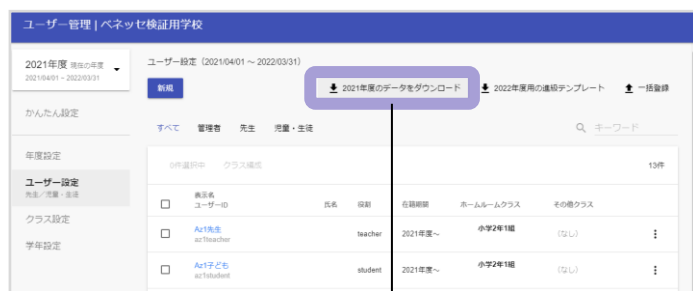 ユーザー管理 | ベネッセ検証用学校
2021年度 現在の年度
2021/04/01 ~ 2022/03/31
かんたん設定
年度設定
ユーザー設定
先生／児童・生徒
クラス設定
学年設定
ユーザー設定（2021/04/01 ~ 2022/03/31）
新規
2021年度のデータをダウンロード
2022年度用の進級テンプレート
一括登録
すべて 管理者 先生 児童・生徒
キーワード
0件選択中 クラス構成
13件
表示名
ユーザーID
氏名 役割 在籍期間 ホームルームクラス その他クラス
Az1先生
az1teacher
teacher 2021年度~ 小学2年1組 (なし)
Az1子ども
az1student
student 2021年度~ 小学2年1組 (なし)